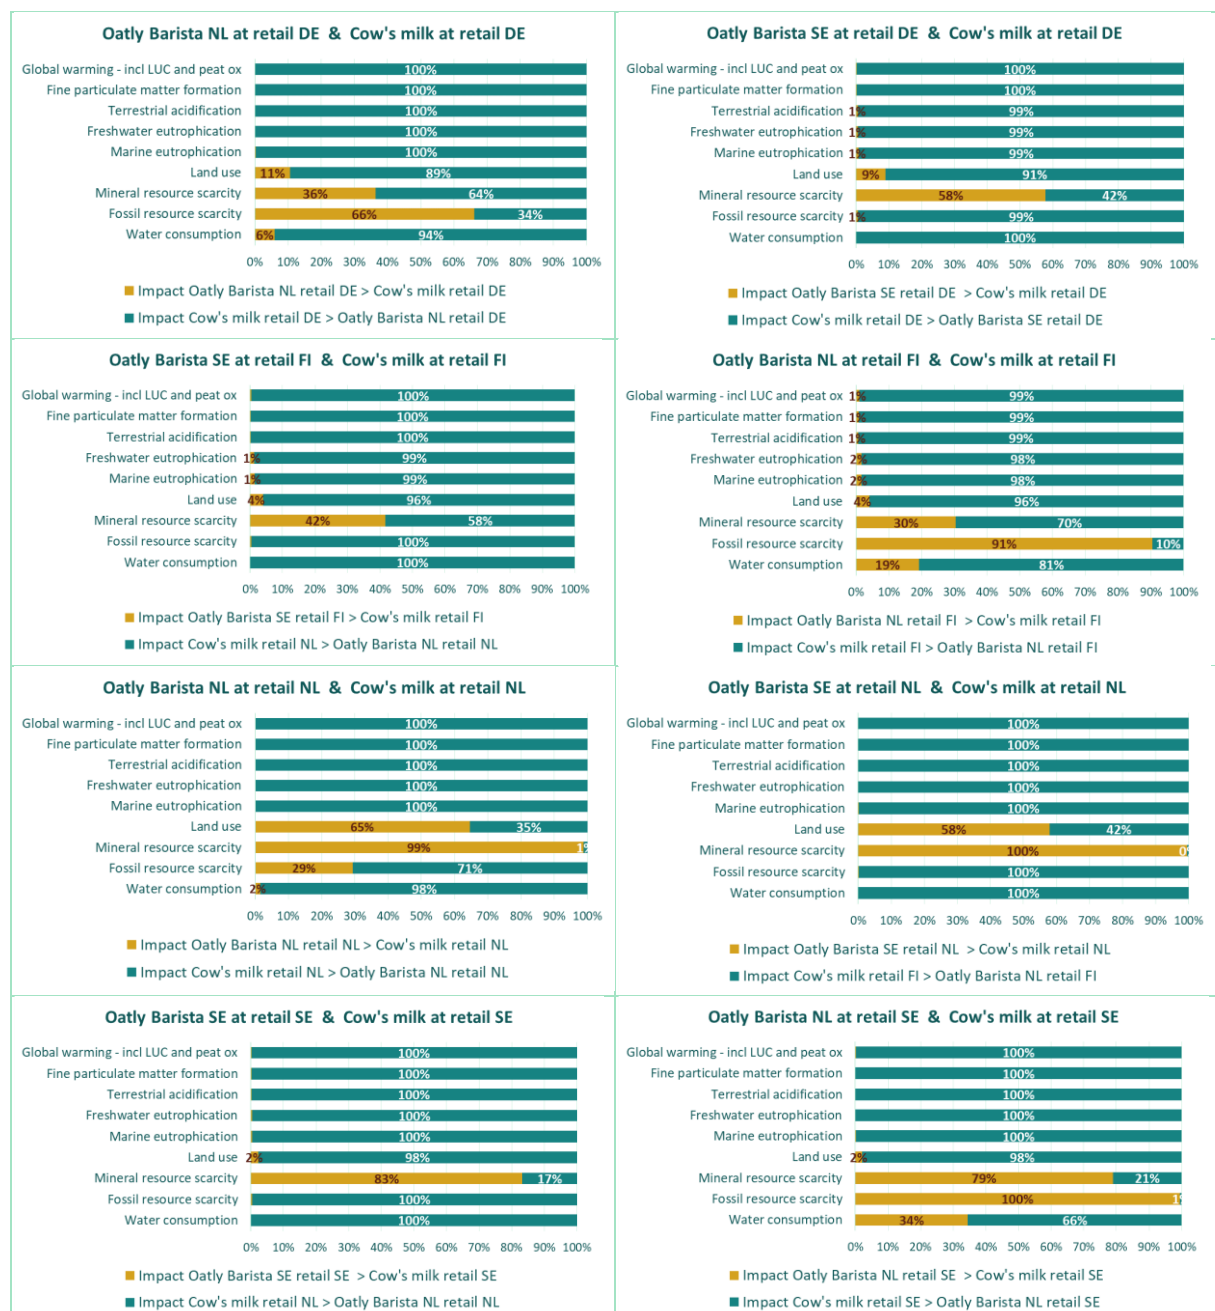 Oatly Barista NL at retail DE & Cow's milk at retail DE
Global warming - incl LUC and peat ox 100%
Fine particulate matter formation 100%
Terrestrial acidification 100%
Freshwater eutrophication 100%
Marine eutrophication 100%
Land use 11% 89%
Mineral resource scarcity 36% 64%
Fossil resource scarcity 66% 34%
Water consumption 6% 94%
0% 10% 20% 30% 40% 50% 60% 70% 80% 90% 100%
Impact Oatly Barista NL retail DE > Cow's milk retail DE
Impact Cow's milk retail DE > Oatly Barista NL retail DE
Oatly Barista SE at retail DE & Cow's milk at retail DE
Global warming - incl LUC and peat ox 100%
Fine particulate matter formation 100%
Terrestrial acidification 1% 99%
Freshwater eutrophication 1% 99%
Marine eutrophication 1% 99%
Land use 9% 91%
Mineral resource scarcity 58% 42%
Fossil resource scarcity 1% 99%
Water consumption 100%
0% 10% 20% 30% 40% 50% 60% 70% 80% 90% 100%
Impact Oatly Barista SE retail DE > Cow's milk retail DE
Impact Cow's milk retail DE > Oatly Barista SE retail DE
Oatly Barista SE at retail FI & Cow's milk at retail FI
Global warming - incl LUC and peat ox 100%
Fine particulate matter formation 100%
Terrestrial acidification 100%
Freshwater eutrophication 1% 99%
Marine eutrophication 1% 99%
Land use 4% 96%
Mineral resource scarcity 42% 58%
Fossil resource scarcity 100%
Water consumption 100%
0% 10% 20% 30% 40% 50% 60% 70% 80% 90% 100%
Impact Oatly Barista SE retail FI > Cow's milk retail FI
Impact Cow's milk retail NL > Oatly Barista NL retail NL
Oatly Barista NL at retail FI & Cow's milk at retail FI
Global warming - incl LUC and peat ox 1% 99%
Fine particulate matter formation 1% 99%
Terrestrial acidification 1% 99%
Freshwater eutrophication 2% 98%
Marine eutrophication 2% 98%
Land use 4% 96%
Mineral resource scarcity 30% 70%
Fossil resource scarcity 91% 10%
Water consumption 19% 81%
0% 10% 20% 30% 40% 50% 60% 70% 80% 90% 100%
Impact Oatly Barista NL retail FI > Cow's milk retail FI
Impact Cow's milk retail FI > Oatly Barista NL retail FI
Oatly Barista NL at retail NL & Cow's milk at retail NL
Global warming - incl LUC and peat ox 100%
Fine particulate matter formation 100%
Terrestrial acidification 100%
Freshwater eutrophication 100%
Marine eutrophication 100%
Land use 65% 35%
Mineral resource scarcity 99% 1%
Fossil resource scarcity 29% 71%
Water consumption 2% 98%
0% 10% 20% 30% 40% 50% 60% 70% 80% 90% 100%
Impact Oatly Barista NL retail NL > Cow's milk retail NL
Impact Cow's milk retail NL > Oatly Barista NL retail NL
Oatly Barista SE at retail NL & Cow's milk at retail NL
Global warming - incl LUC and peat ox 100%
Fine particulate matter formation 100%
Terrestrial acidification 100%
Freshwater eutrophication 100%
Marine eutrophication 100%
Land use 58% 42%
Mineral resource scarcity 100% 0%
Fossil resource scarcity 100%
Water consumption 100%
0% 10% 20% 30% 40% 50% 60% 70% 80% 90% 100%
Impact Oatly Barista SE retail NL > Cow's milk retail NL
Impact Cow's milk retail FI > Oatly Barista NL retail FI
Oatly Barista SE at retail SE & Cow's milk at retail SE
Global warming - incl LUC and peat ox 100%
Fine particulate matter formation 100%
Terrestrial acidification 100%
Freshwater eutrophication 100%
Marine eutrophication 100%
Land use 2% 98%
Mineral resource scarcity 83% 17%
Fossil resource scarcity 100%
Water consumption 100%
0% 10% 20% 30% 40% 50% 60% 70% 80% 90% 100%
Impact Oatly Barista SE retail SE > Cow's milk retail SE
Impact Cow's milk retail NL > Oatly Barista NL retail NL
Oatly Barista NL at retail SE & Cow's milk at retail SE
Global warming - incl LUC and peat ox 100%
Fine particulate matter formation 100%
Terrestrial acidification 100%
Freshwater eutrophication 100%
Marine eutrophication 100%
Land use 2% 98%
Mineral resource scarcity 79% 21%
Fossil resource scarcity 100% 1%
Water consumption 34% 66%
0% 10% 20% 30% 40% 50% 60% 70% 80% 90% 100%
Impact Oatly Barista NL retail SE > Cow's milk retail SE
Impact Cow's milk retail SE > Oatly Barista NL retail SE